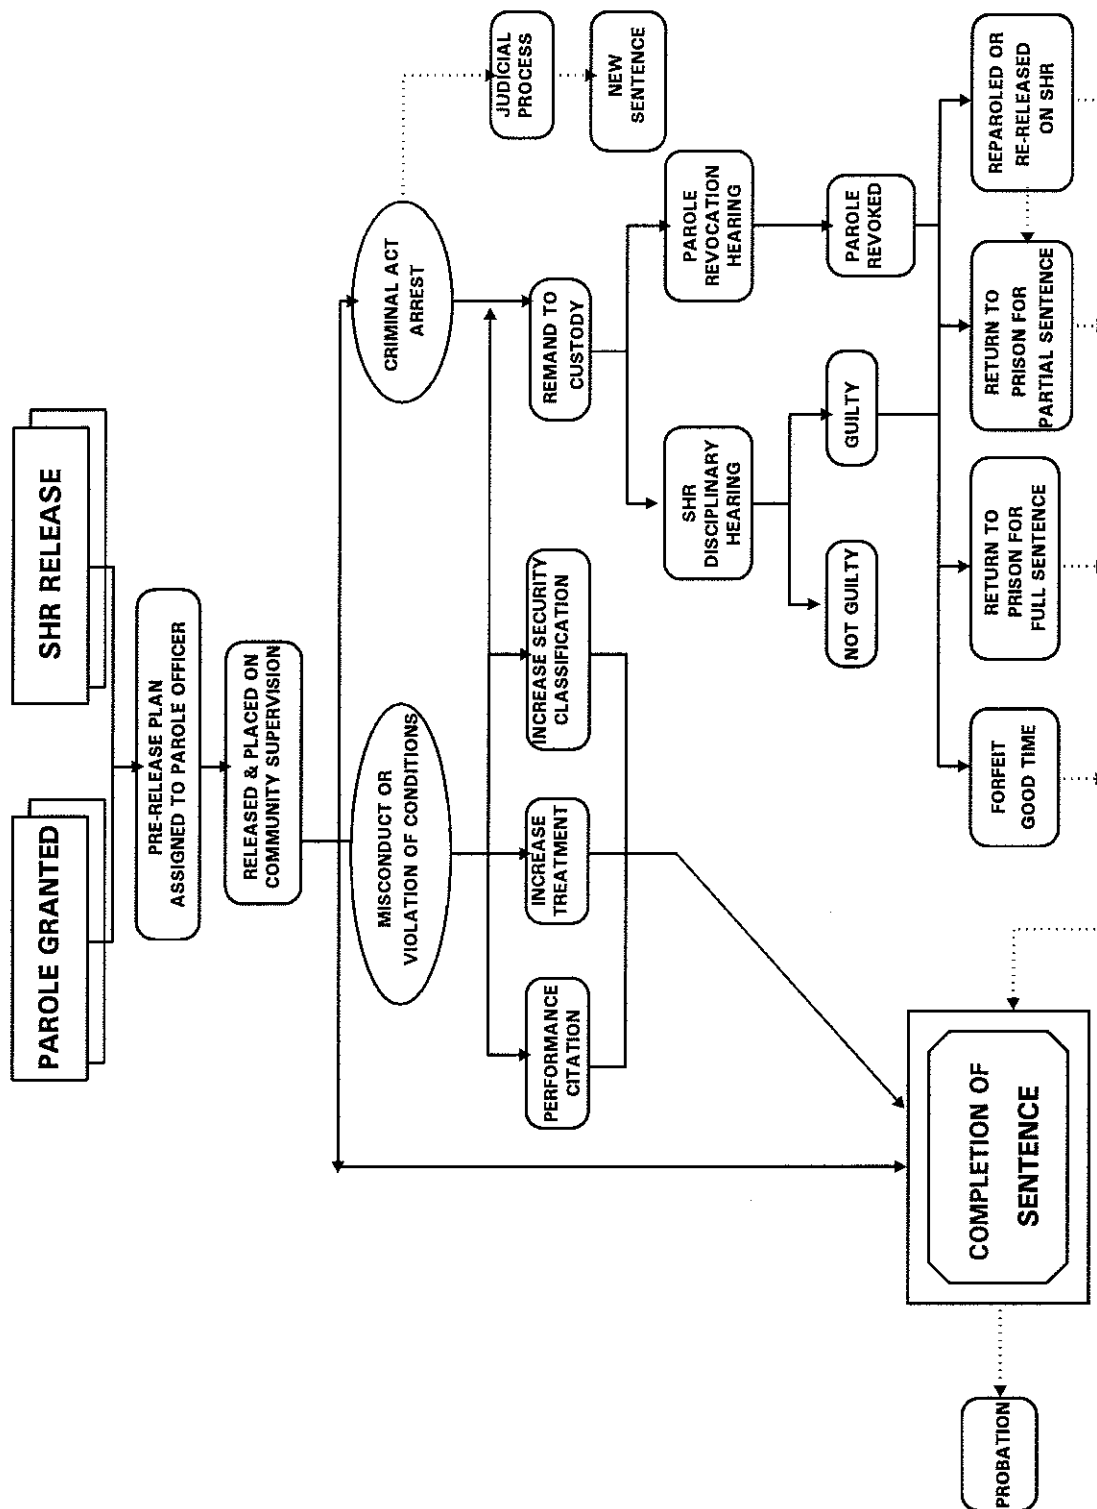 PAROLE GRANTED
SHR RELEASE
PRE-RELEASE PLAN
ASSIGNED TO PAROLE OFFICER
RELEASED & PLACED ON
COMMUNITY SUPERVISION
MISCONDUCT OR
VIOLATION OF CONDITIONS
CRIMINAL ACT
ARREST
JUDICIAL
PROCESS
NEW
SENTENCE
PERFORMANCE
CITATION
INCREASE
TREATMENT
INCREASE SECURITY
CLASSIFICATION
REMAND TO
CUSTODY
SHR
DISCIPLINARY
HEARING
PAROLE
REVOCATION
HEARING
NOT GUILTY
GUILTY
PAROLE
REVOKED
FORFEIT
GOOD TIME
RETURN TO
PRISON FOR
FULL SENTENCE
RETURN TO
PRISON FOR
PARTIAL SENTENCE
REPAROLED OR
RE-RELEASED
ON SHR
COMPLETION OF
SENTENCE
PROBATION